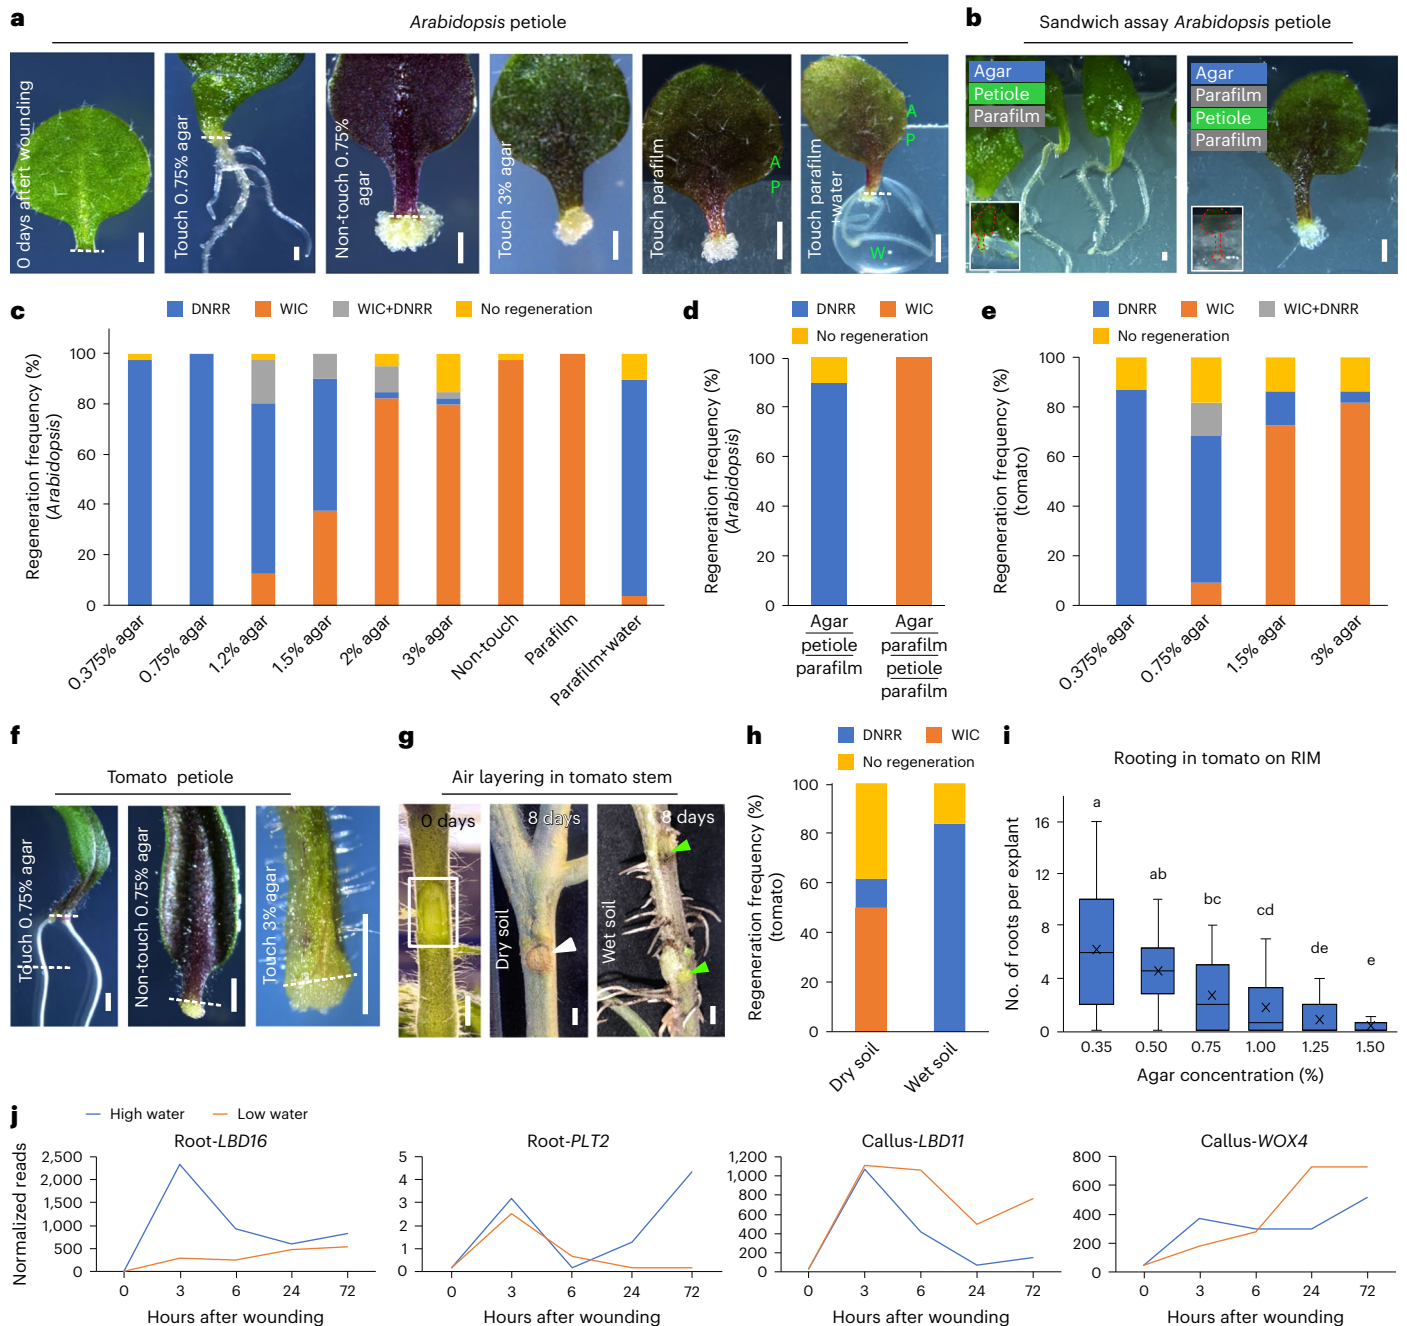 a
Arabidopsis petiole
0 days aftert wounding
Touch 0.75% agar
Non-touch 0.75%
agar
Touch 3% agar
Touch parafilm
A
P
Touch parafilm
+water
A
P
W
b
Sandwich assay Arabidopsis petiole
Agar
Petiole
Parafilm
Agar
Parafilm
Petiole
Parafilm
c
DNRR WIC WIC+DNRR No regeneration
Regeneration frequency (%)
(Arabidopsis)
100
80
60
40
20
0
0.375% agar
0.75% agar
1.2% agar
1.5% agar
2% agar
3% agar
Non-touch
Parafilm
Parafilm+water
d
DNRR WIC
No regeneration
Regeneration frequency (%)
(Arabidopsis)
100
80
60
40
20
0
Agar
petiole
parafilm
Agar
parafilm
petiole
parafilm
e
DNRR WIC WIC+DNRR
No regeneration
Regeneration frequency (%)
(tomato)
100
80
60
40
20
0
0.375% agar
0.75% agar
1.5% agar
3% agar
f
Tomato petiole
Touch 0.75% agar
Non-touch 0.75% agar
Touch 3% agar
g
Air layering in tomato stem
0 days
8 days
Dry soil
8 days
Wet soil
h
DNRR WIC
No regeneration
Regeneration frequency (%)
(tomato)
100
80
60
40
20
0
Dry soil
Wet soil
i
Rooting in tomato on RIM
No. of roots per explant
16
12
8
4
0
a
ab
bc
cd
de
e
0.35 0.50 0.75 1.00 1.25 1.50
Agar concentration (%)
j
High water Low water
Normalized reads
Root-LBD16
2,500
2,000
1,500
1,000
500
0
0 3 6 24 72
Hours after wounding
Root-PLT2
5
4
3
2
1
0
0 3 6 24 72
Hours after wounding
Callus-LBD11
1,200
1,000
800
600
400
200
0
0 3 6 24 72
Hours after wounding
Callus-WOX4
800
600
400
200
0
0 3 6 24 72
Hours after wounding